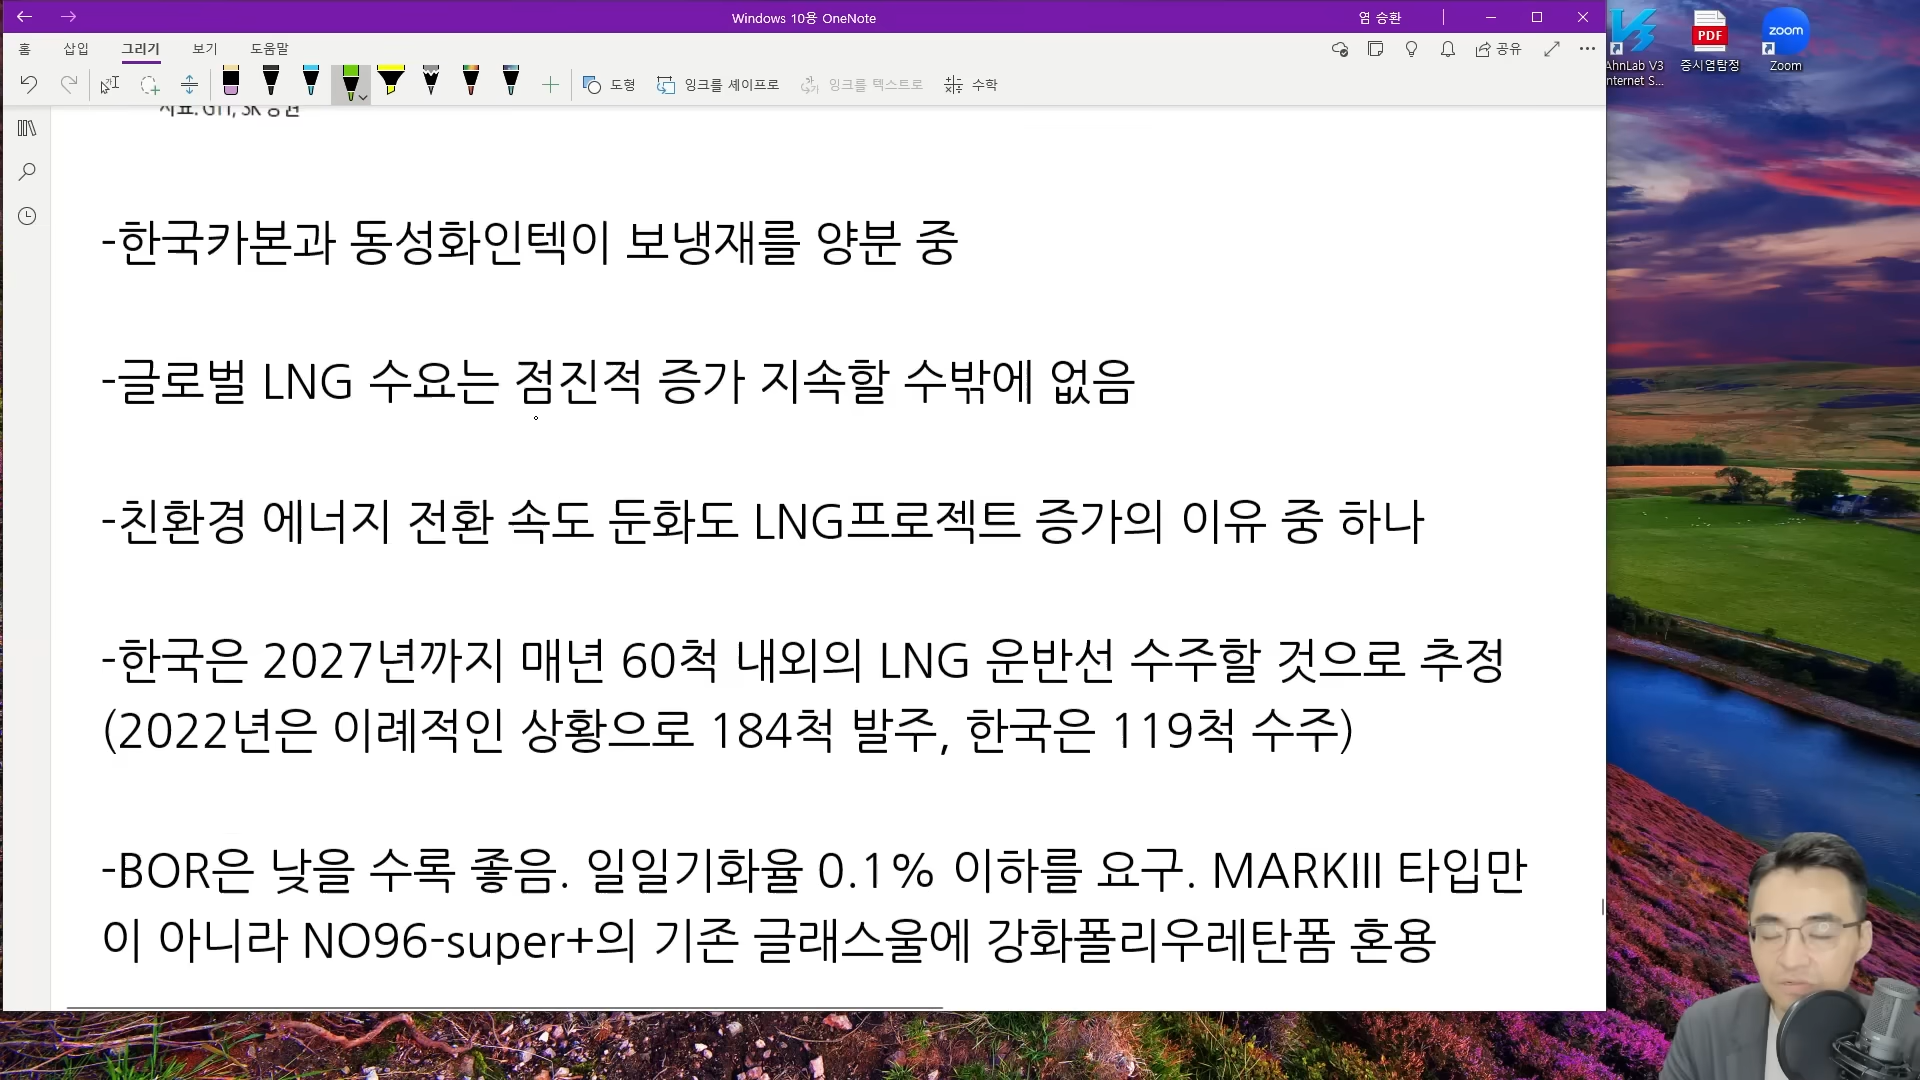 Windows 10용 OneNote
염 승환
홈 삽입 그리기 보기 도움말
공유
도형 잉크를 셰이프로 잉크를 텍스트로 수학
AhnLab V3
nternet S...
PDF
증시염탐정
zoom
Zoom
자료: GTT, SK 증권
-한국카본과 동성화인텍이 보냉재를 양분 중
-글로벌 LNG 수요는 점진적 증가 지속할 수밖에 없음
-친환경 에너지 전환 속도 둔화도 LNG프로젝트 증가의 이유 중 하나
-한국은 2027년까지 매년 60척 내외의 LNG 운반선 수주할 것으로 추정
(2022년은 이례적인 상황으로 184척 발주, 한국은 119척 수주)
-BOR은 낮을 수록 좋음. 일일기화율 0.1% 이하를 요구. MARKIII 타입만
이 아니라 NO96-super+의 기존 글래스울에 강화폴리우레탄폼 혼용